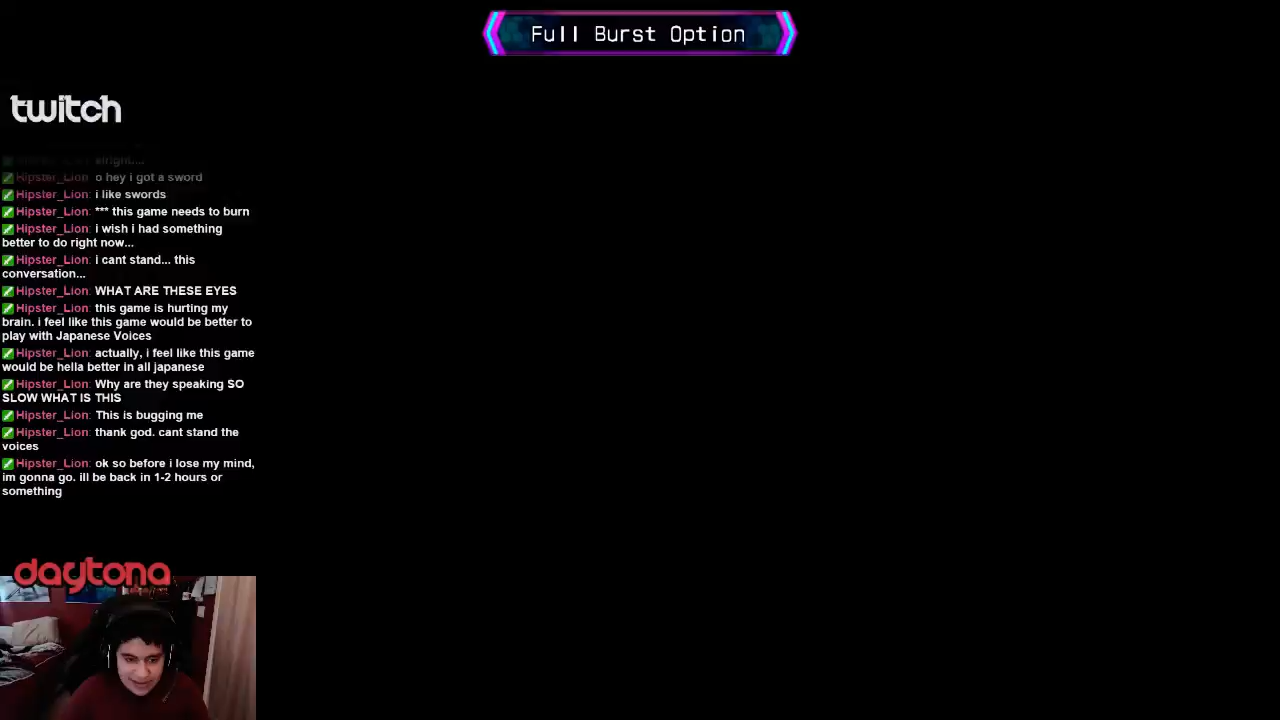 Full Burst Option
twitch
alright....
Hipster_Lion: o hey i got a sword
Hipster_Lion: i like swords
Hipster_Lion: *** this game needs to burn
Hipster_Lion: i wish i had something
better to do right now...
Hipster_Lion: i cant stand... this
conversation...
Hipster_Lion: WHAT ARE THESE EYES
Hipster_Lion: this game is hurting my
brain. i feel like this game would be better to
play with Japanese Voices
Hipster_Lion: actually, i feel like this game
would be hella better in all japanese
Hipster_Lion: Why are they speaking SO
SLOW WHAT IS THIS
Hipster_Lion: This is bugging me
Hipster_Lion: thank god. cant stand the
voices
Hipster_Lion: ok so before i lose my mind,
im gonna go. ill be back in 1-2 hours or
something
daytona